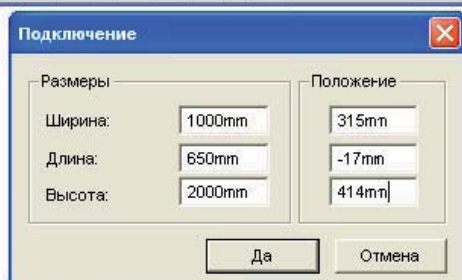 Подключение
Размеры
Положение
Ширина: 1000mm 315mm
Длина: 650mm -17mm
Высота: 2000mm 414mm
Да Отмена